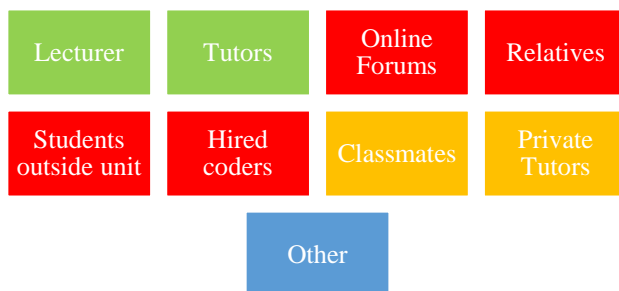 Lecturer
Tutors
Online
Forums
Relatives
Students
outside unit
Hired
coders
Classmates
Private
Tutors
Other